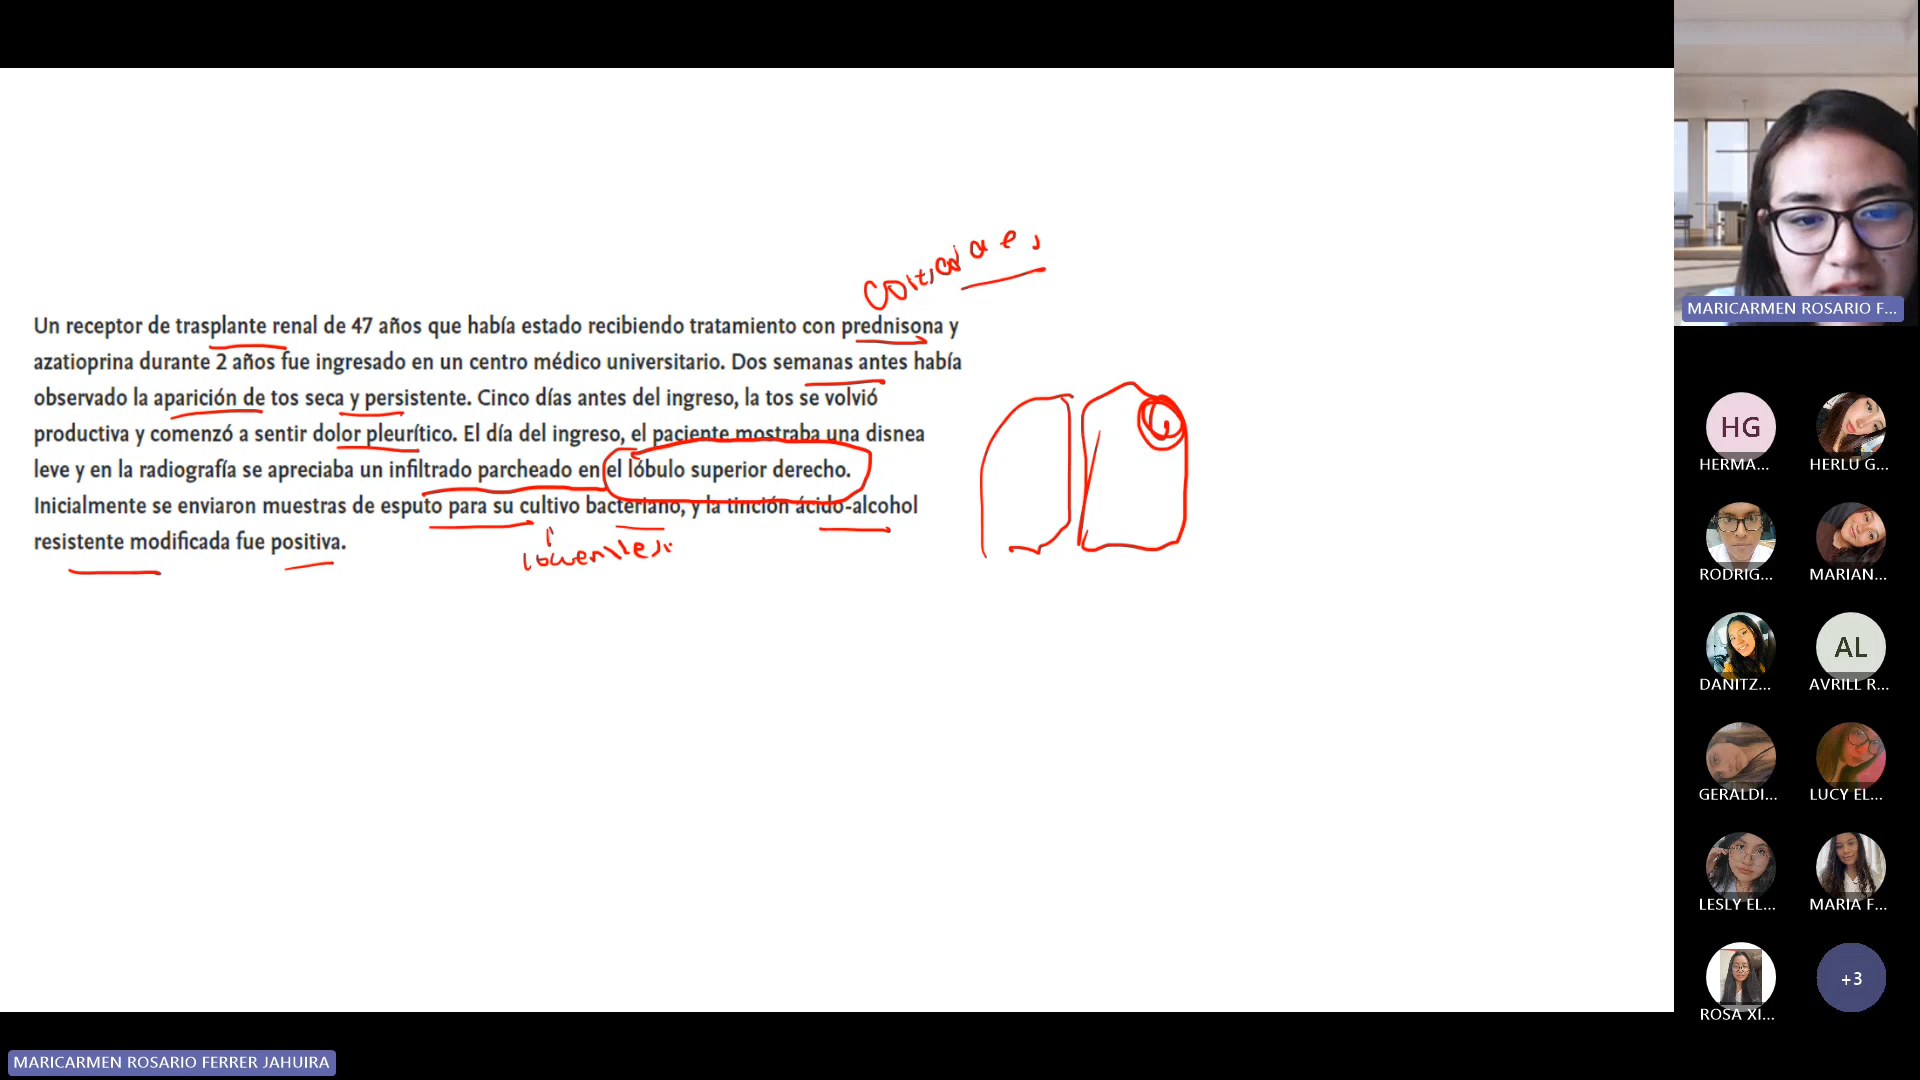 Un receptor de trasplante renal de 47 años que había estado recibiendo tratamiento con prednisona y
azatioprina durante 2 años fue ingresado en un centro médico universitario. Dos semanas antes había
observado la aparición de tos seca y persistente. Cinco días antes del ingreso, la tos se volvió
productiva y comenzó a sentir dolor pleurítico. El día del ingreso, el paciente mostraba una disnea
leve y en la radiografía se apreciaba un infiltrado parcheado en el lóbulo superior derecho.
Inicialmente se enviaron muestras de esputo para su cultivo bacteriano, y la tinción ácido-alcohol
resistente modificada fue positiva.
MARICARMEN ROSARIO F...
HG
HERMA...
HERLU G...
RODRIG...
MARIAN...
DANITZ...
AL
AVRILL R...
GERALDI...
LUCY EL...
LESLY EL...
MARIA F...
ROSA XI...
+3
MARICARMEN ROSARIO FERRER JAHUIRA